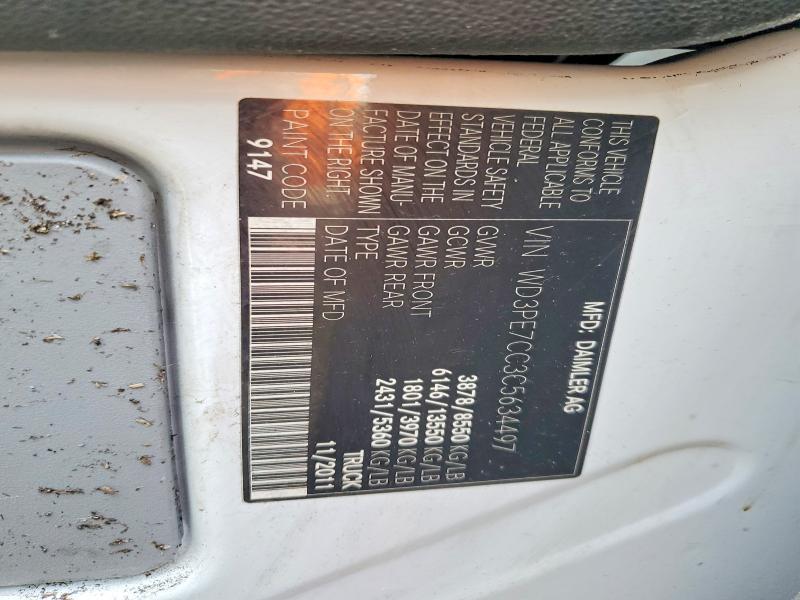 MFD: DAIMLER AG
VIN WD3PE7CC3C5634497
GVWR 3876/8550 KG/LB
GCWR 6146/13550 KG/LB
GAWR FRONT 1801/3970 KG/LB
GAWR REAR 2431/5360 KG/LB
TYPE TRUCK
DATE OF MFD 11/2011
THIS VEHICLE
CONFORMS TO
ALL APPLICABLE
FEDERAL
VEHICLE SAFETY
STANDARDS IN
EFFECT ON THE
DATE OF MANU-
FACTURE SHOWN
ON THE RIGHT.
PAINT CODE
9147